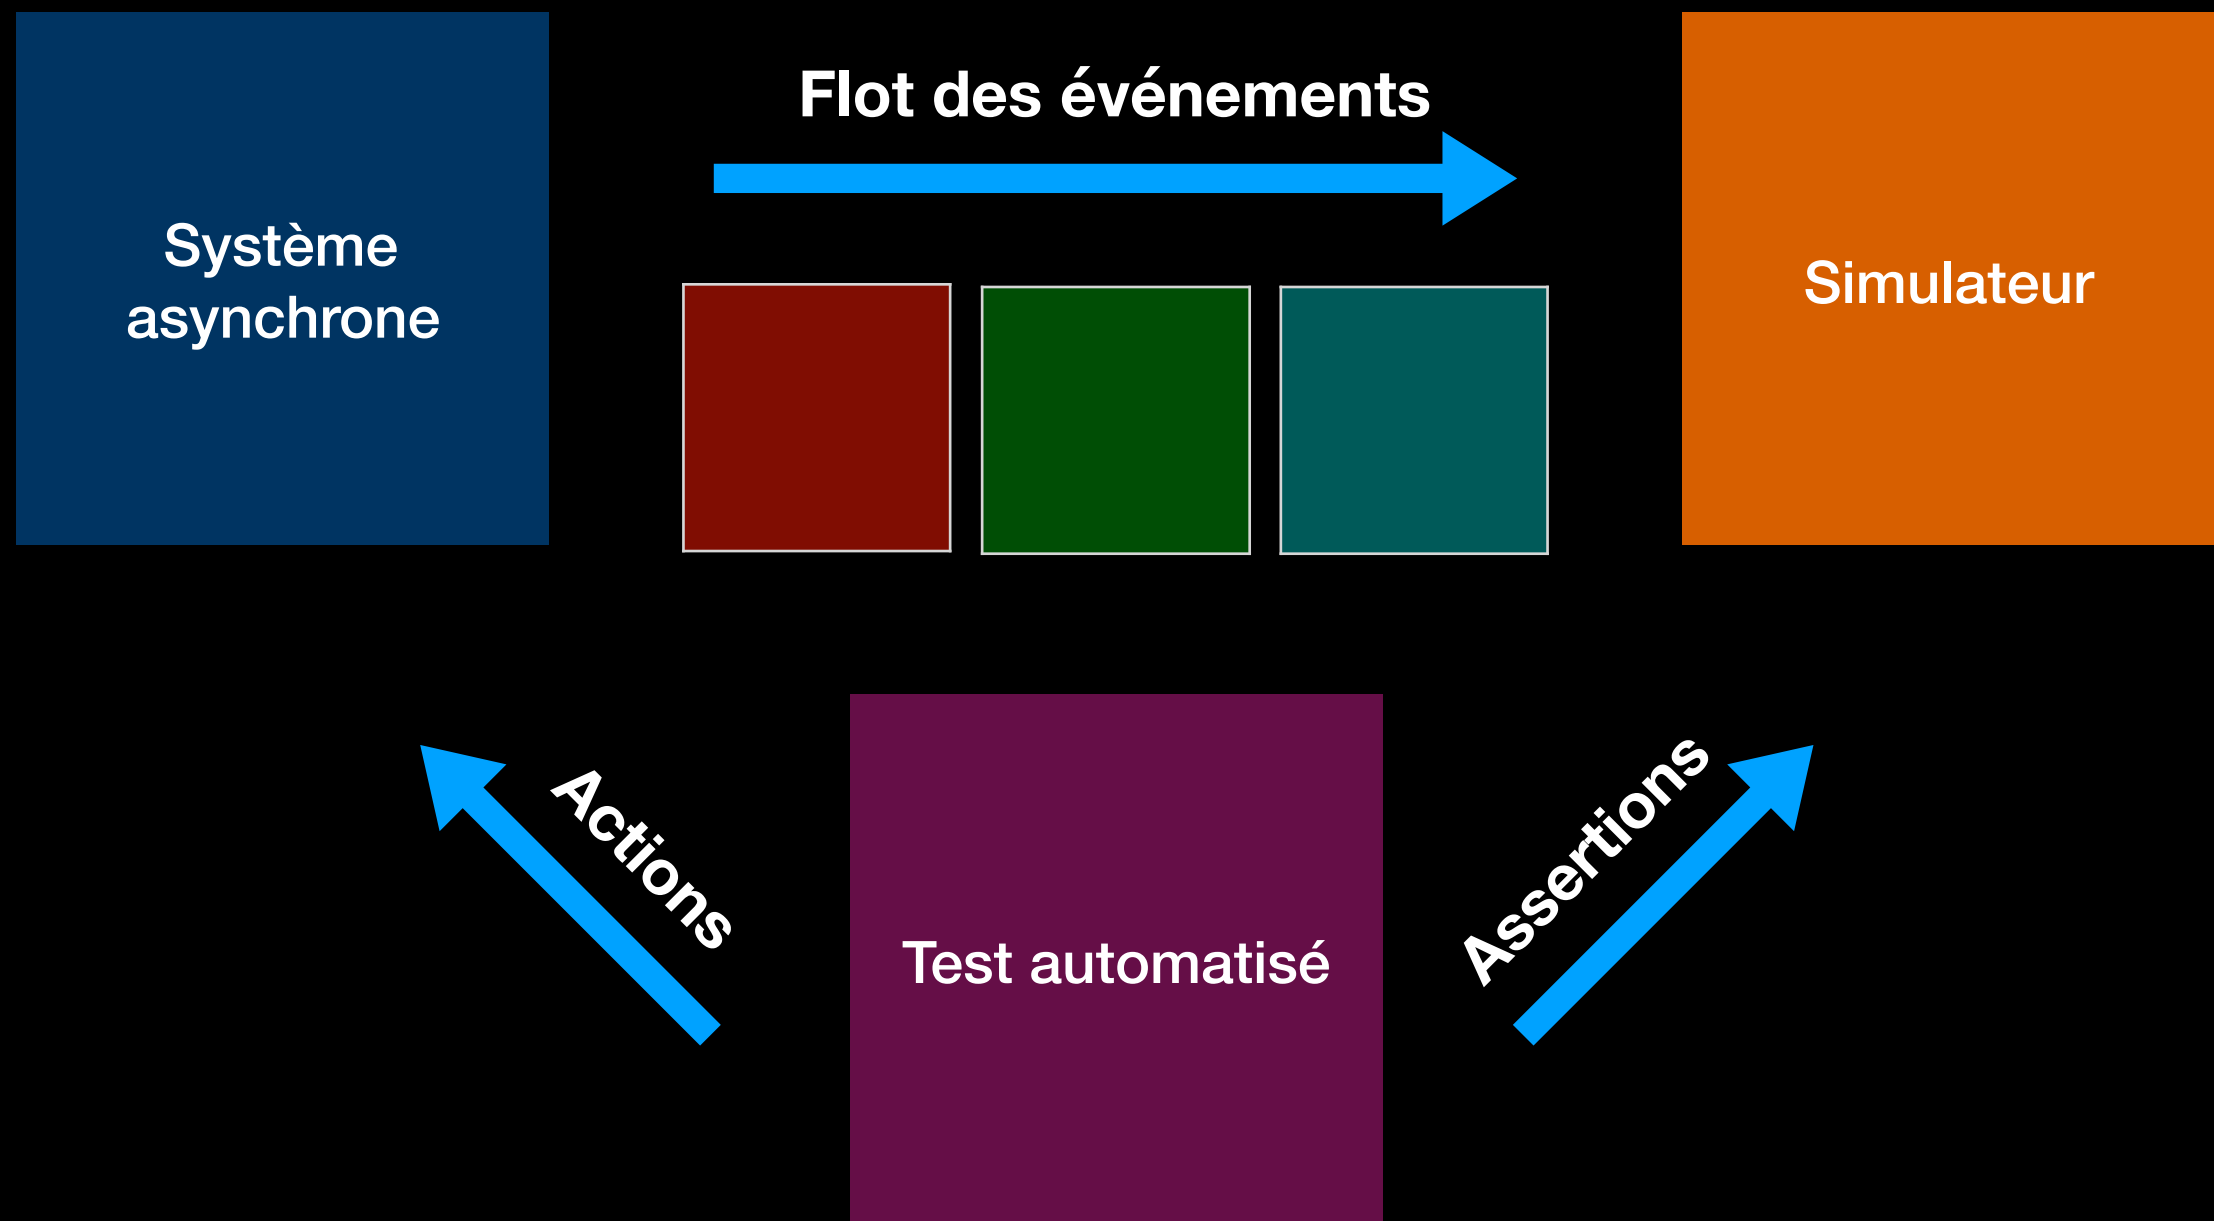 Flot des événements
Système
asynchrone
Simulateur
Actions
Assertions
Test automatisé